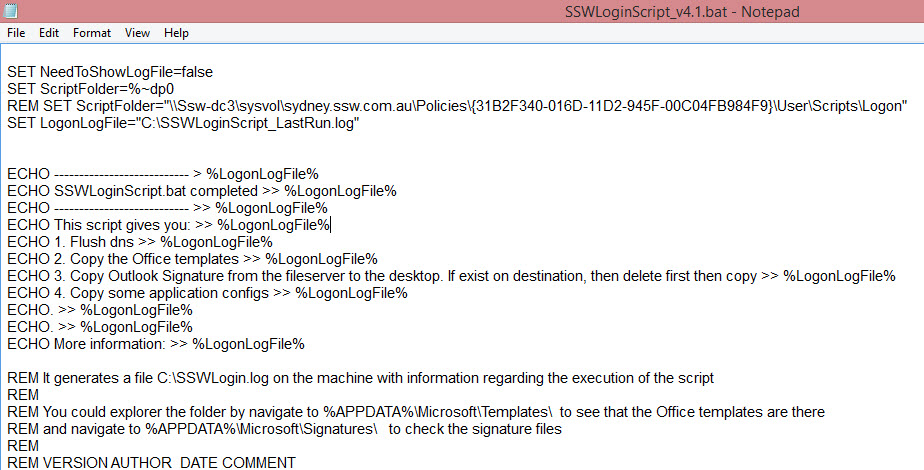 SSWLoginScript_v4.1.bat - Notepad
File Edit Format View Help
SET NeedToShowLogFile=false
SET ScriptFolder=%~dp0
REM SET ScriptFolder="\\Ssw-dc3\sysvol\sydney.ssw.com.au\Policies\{31B2F340-016D-11D2-945F-00C04FB984F9}\User\Scripts\Logon"
SET LogonLogFile="C:\SSWLoginScript_LastRun.log"
ECHO --------------------------- > %LogonLogFile%
ECHO SSWLoginScript.bat completed >> %LogonLogFile%
ECHO --------------------------- >> %LogonLogFile%
ECHO This script gives you: >> %LogonLogFile%
ECHO 1. Flush dns >> %LogonLogFile%
ECHO 2. Copy the Office templates >> %LogonLogFile%
ECHO 3. Copy Outlook Signature from the fileserver to the desktop. If exist on destination, then delete first then copy >> %LogonLogFile%
ECHO 4. Copy some application configs >> %LogonLogFile%
ECHO. >> %LogonLogFile%
ECHO. >> %LogonLogFile%
ECHO More information: >> %LogonLogFile%
REM It generates a file C:\SSWLogin.log on the machine with information regarding the execution of the script
REM
REM You could explorer the folder by navigate to %APPDATA%\Microsoft\Templates\ to see that the Office templates are there
REM and navigate to %APPDATA%\Microsoft\Signatures\ to check the signature files
REM
REM VERSION AUTHOR DATE COMMENT